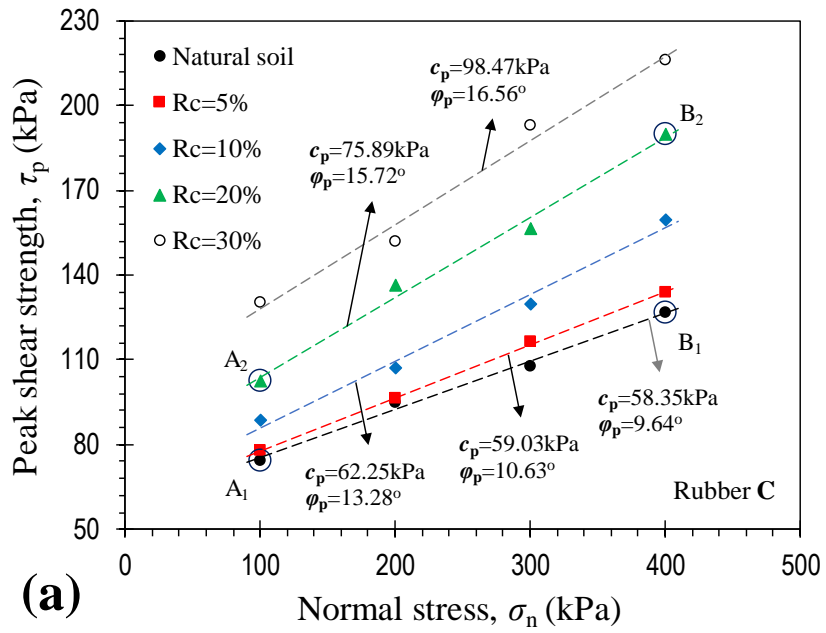 230
200
170
140
110
80
50
Peak shear strength, τp (kPa)
Natural soil
Rc=5%
Rc=10%
Rc=20%
Rc=30%
cp=98.47kPa
φp=16.56o
cp=75.89kPa
φp=15.72o
B2
A2
B1
cp=58.35kPa
φp=9.64o
cp=59.03kPa
φp=10.63o
cp=62.25kPa
φp=13.28o
A1
Rubber C
0 100 200 300 400 500
Normal stress, σn (kPa)
(a)